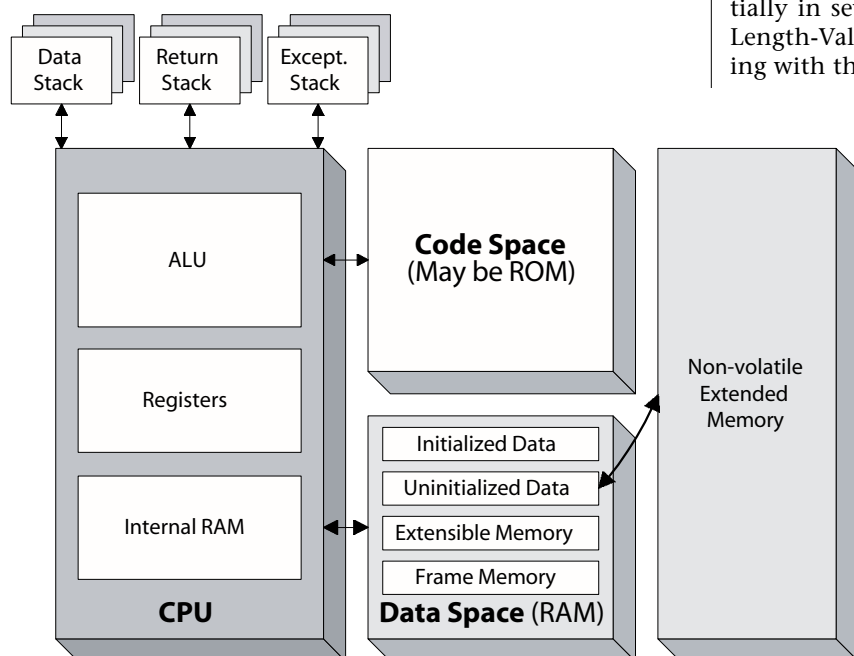 tially in se
Length-Val
ing with th
Data
Stack
Return
Stack
Except.
Stack
ALU
Registers
Internal RAM
CPU
Code Space
(May be ROM)
Initialized Data
Uninitialized Data
Extensible Memory
Frame Memory
Data Space (RAM)
Non-volatile
Extended
Memory